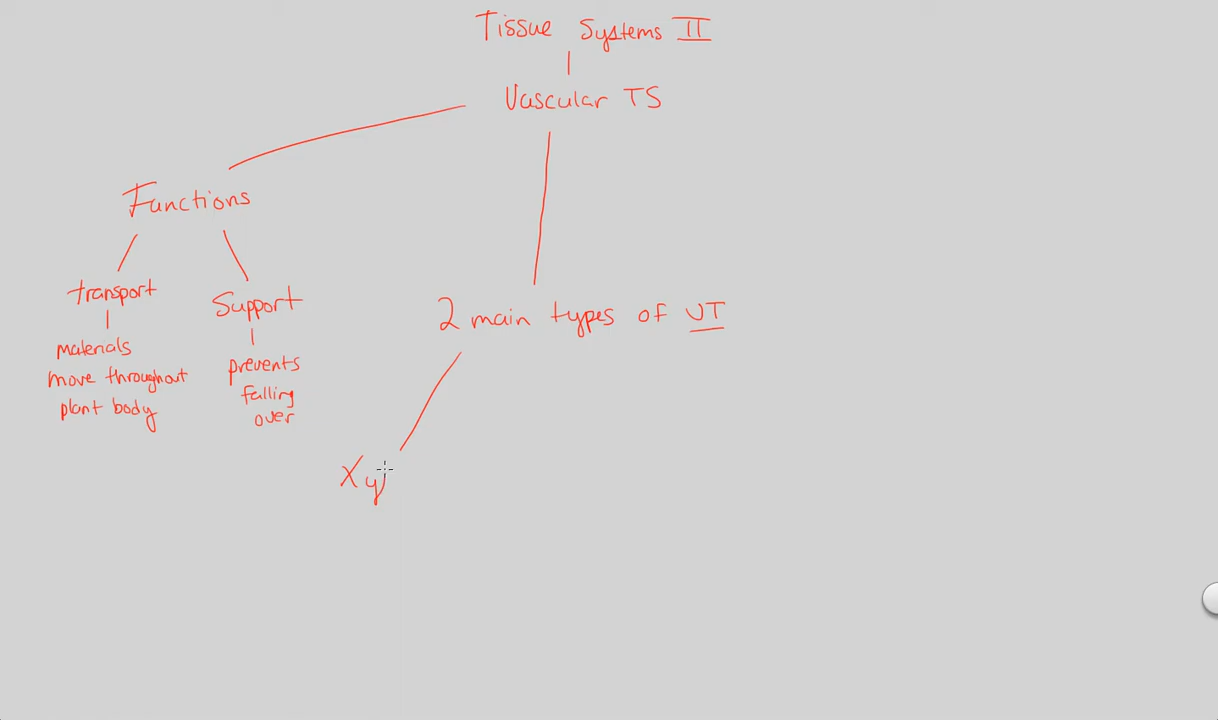 Tissue Systems II
Vascular TS
Functions
transport
materials
move throughout
plant body
Support
prevents
falling
over
2 main types of VT
Xy